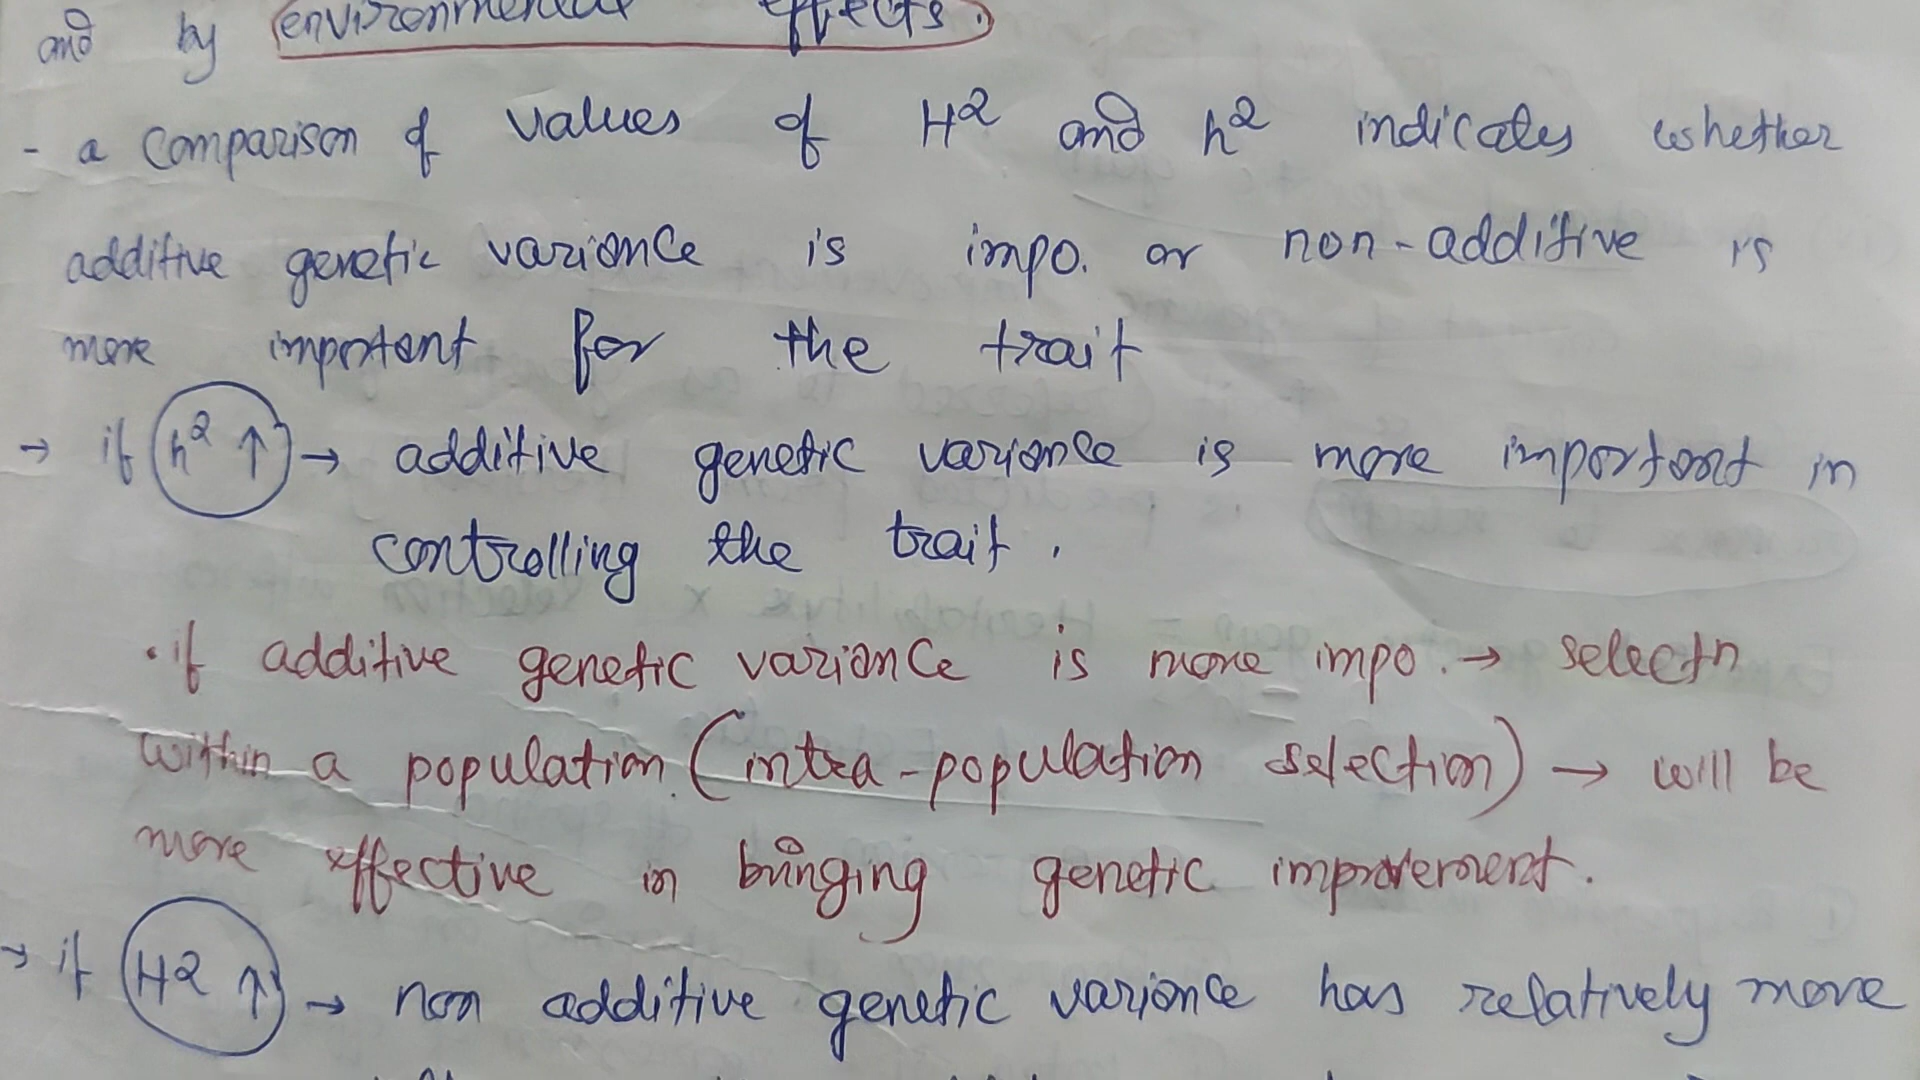 and by environmental effects.
- a comparison of values of H2 and h2 indicates whether
additive genetic variance is impo. or non-additive is
more important for the trait
→ if h2 ↑ → additive genetic variance is more important in
controlling the trait.
• if additive genetic variance is more impo. → selectn
within a population (intra-population selection) → will be
more effective in bringing genetic improvement.
→ if H2 ↑ → non additive genetic variance has relatively more